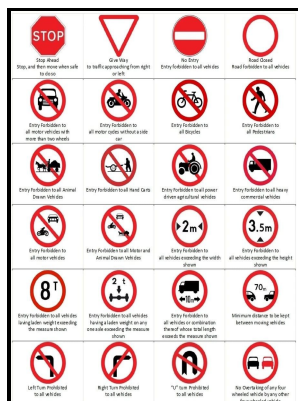 STOP
Stop Ahead
Stop, and then move when safe
to do so
Give Way
to traffic approaching from right
or left
No Entry
Entry forbidden to all vehicles
Road Closed
Road forbidden to all vehicles
Entry Forbidden to
all motor vehicles with
more than two wheels
Entry Forbidden to
all motor cycles without a side
car
Entry Forbidden to
all Bicycles
Entry Forbidden to
all Pedestrians
Entry Forbidden to all Animal
Drawn Vehicles
Entry Forbidden to all Hand Carts
Entry Forbidden to all power
driven agricultural vehicles
Entry Forbidden to all heavy
commercial vehicles
2m
3.5m
Entry Forbidden to
all motor vehicles
Entry Forbidden to all Motor and
Animal Drawn Vehicles
Entry Forbidden to
all vehicles exceeding the width
shown
Entry Forbidden to
all vehicles exceeding the height
shown
8T
2 t
10m
70m
Entry Forbidden to all vehicles
having laden weight exceeding
the measure shown
Entry Forbidden to all vehicles
having a laden weight on any
one axle exceeding the measure
shown
Entry Forbidden to
all vehicles or combination
thereof whose total length
exceeds the measure shown
Minimum distance to be kept
between moving vehicles
Left Turn Prohibited
to all vehicles
Right Turn Prohibited
to all vehicles
"U" turn Prohibited
to all vehicles
No Overtaking of any four
wheeled vehicle by any other